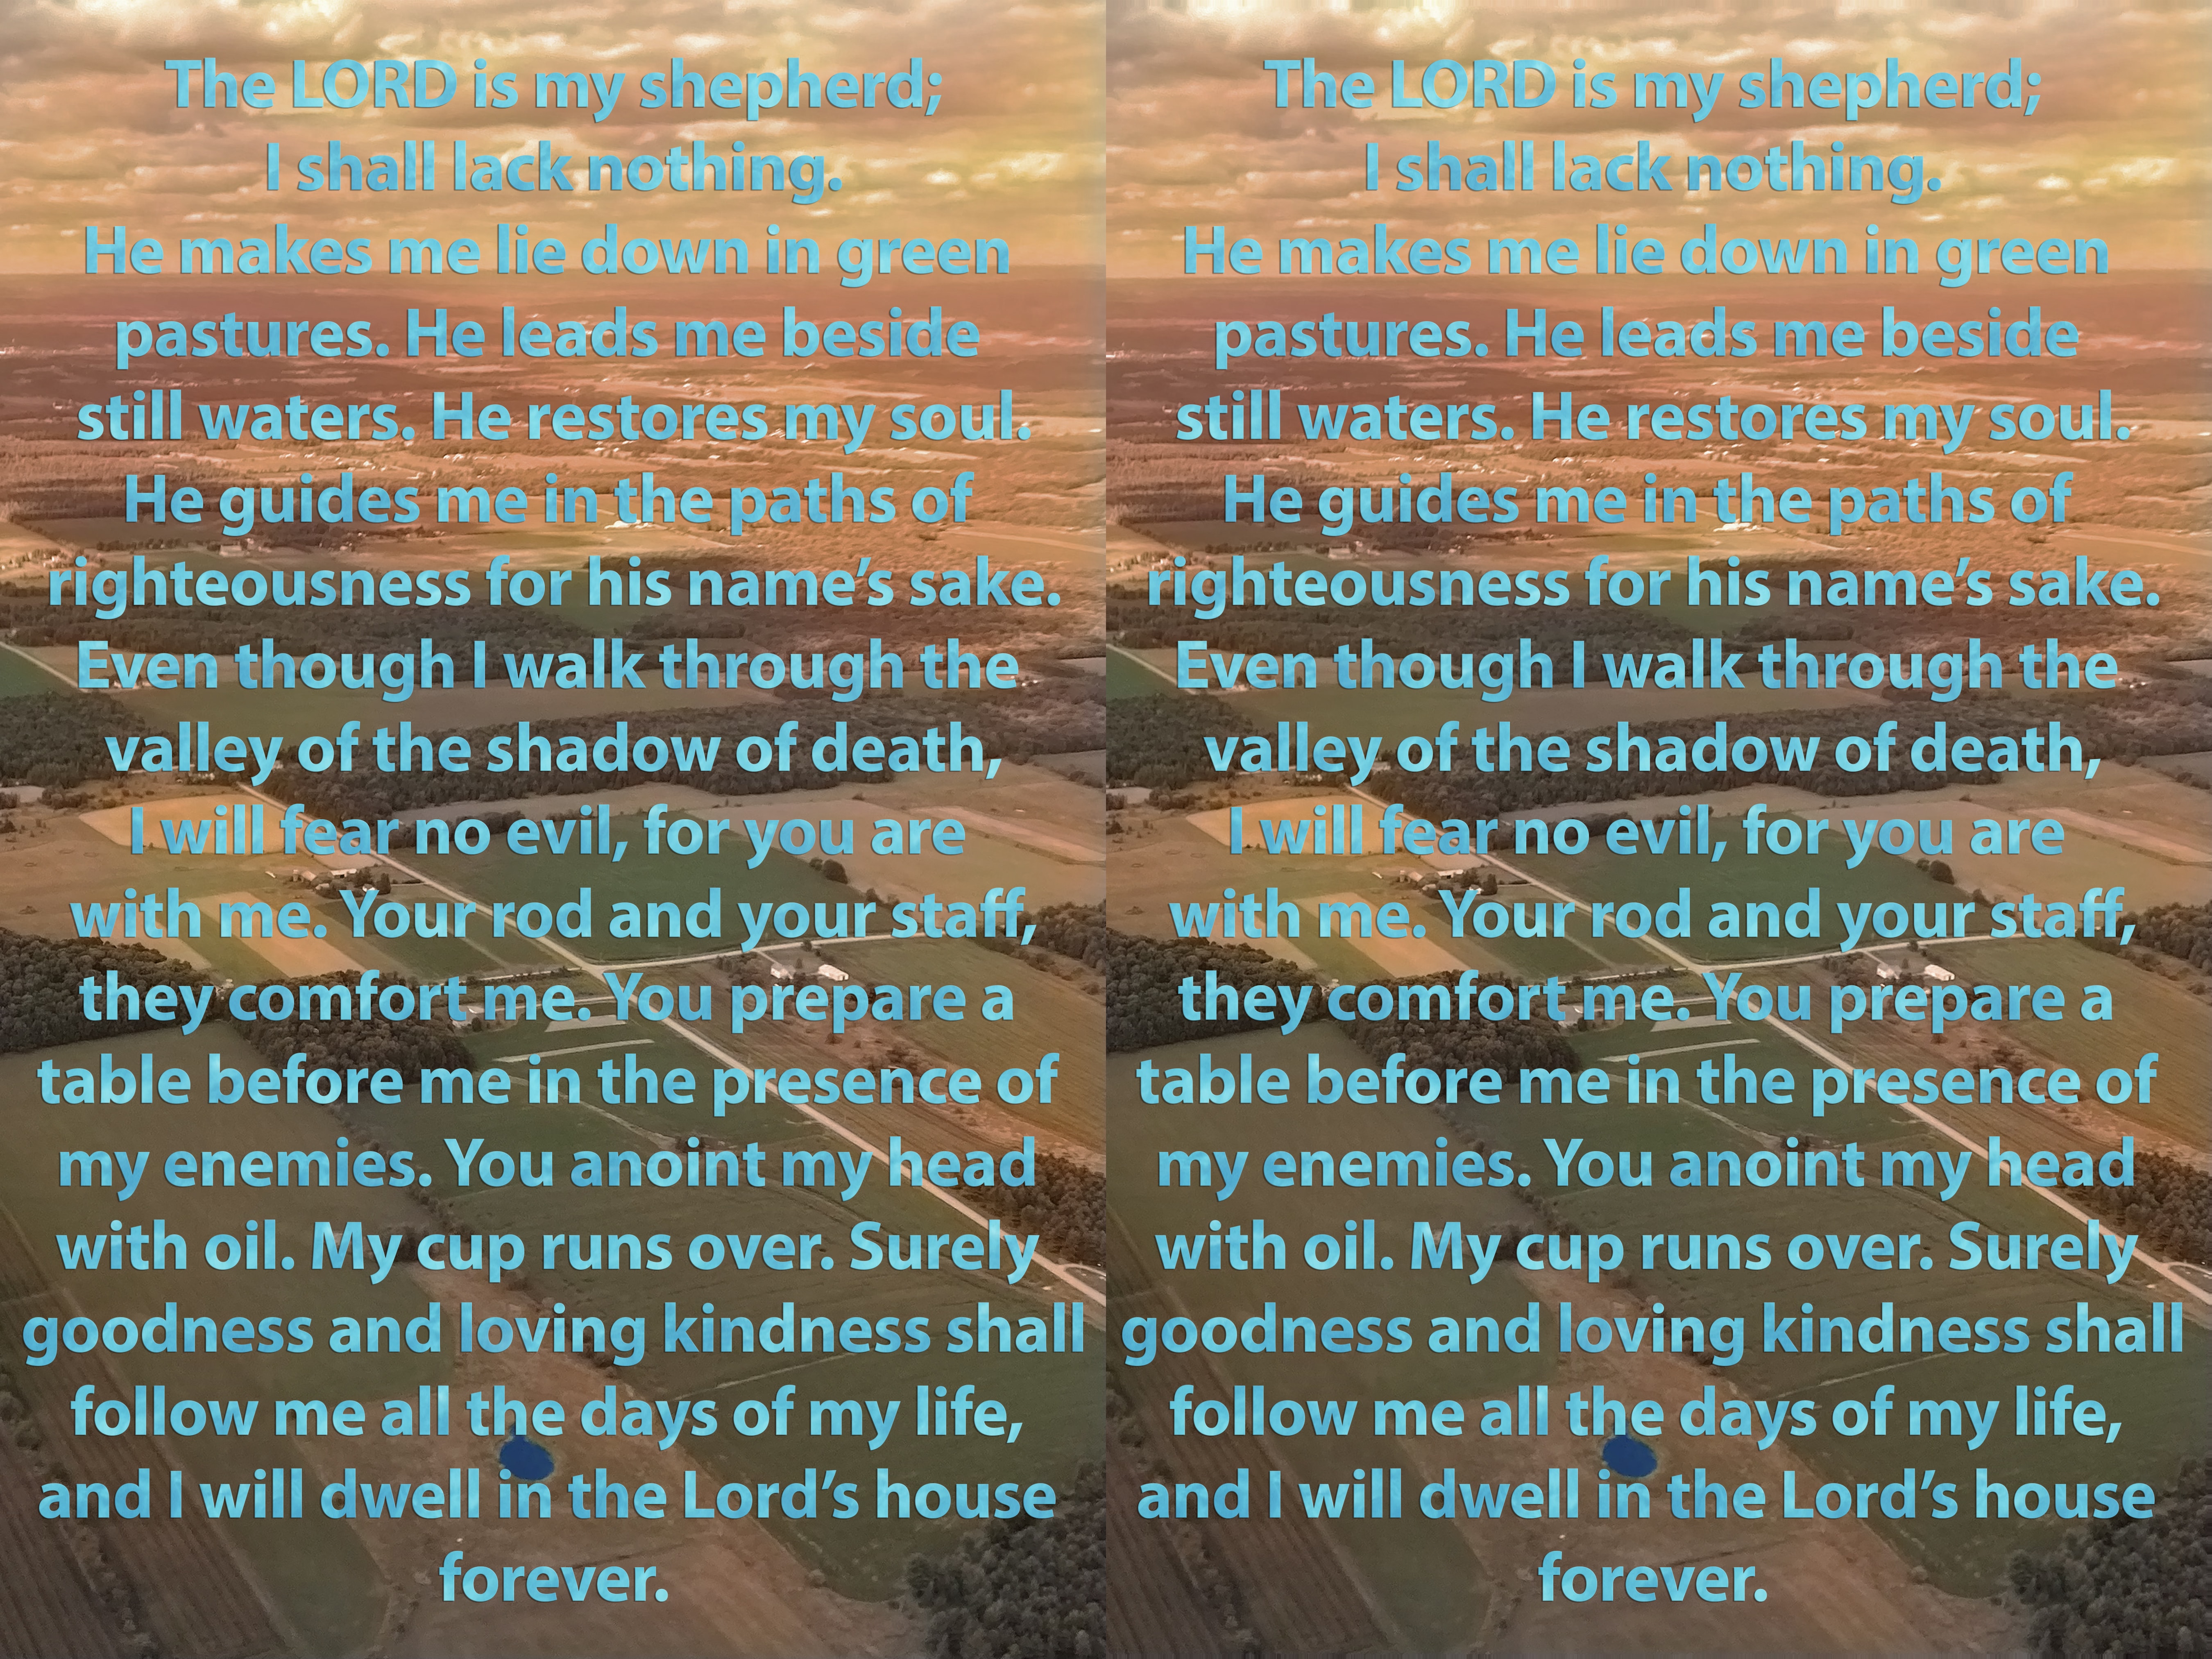 The LORD is my shepherd;
I shall lack nothing.
He makes me lie down in green
pastures. He leads me beside
still waters. He restores my soul.
He guides me in the paths of
righteousness for his name’s sake.
Even though I walk through the
valley of the shadow of death,
I will fear no evil, for you are
with me. Your rod and your staff,
they comfort me. You prepare a
table before me in the presence of
my enemies. You anoint my head
with oil. My cup runs over. Surely
goodness and loving kindness shall
follow me all the days of my life,
and I will dwell in the Lord’s house
forever.
The LORD is my shepherd;
I shall lack nothing.
He makes me lie down in green
pastures. He leads me beside
still waters. He restores my soul.
He guides me in the paths of
righteousness for his name’s sake.
Even though I walk through the
valley of the shadow of death,
I will fear no evil, for you are
with me. Your rod and your staff,
they comfort me. You prepare a
table before me in the presence of
my enemies. You anoint my head
with oil. My cup runs over. Surely
goodness and loving kindness shall
follow me all the days of my life,
and I will dwell in the Lord’s house
forever.